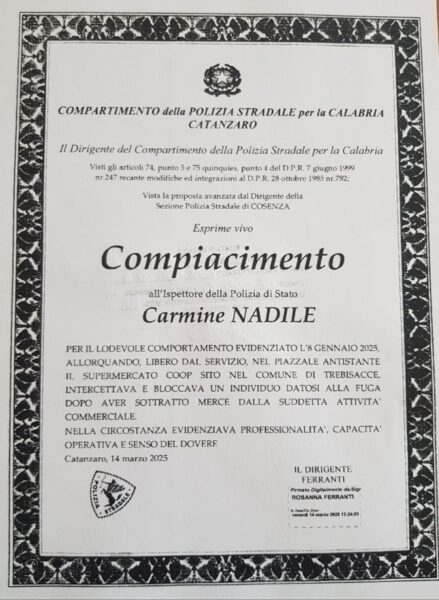 COMPARTIMENTO della POLIZIA STRADALE per la CALABRIA
CATANZARO
Il Dirigente del Compartimento della Polizia Stradale per la Calabria
Visti gli articoli 74, punto 5 e 75 quinquies, punto 4 del D.P.R. 7 giugno 1999
nr.247 recante modifiche ed integrazioni al D.P.R. 28 ottobre 1985 nr.782;
Vista la proposta avanzata dal Dirigente della
Sezione Polizia Stradale di COSENZA
Esprime vivo
Compiacimento
all'Ispettore della Polizia di Stato
Carmine NADILE
PER IL LODEVOLE COMPORTAMENTO EVIDENZIATO L'8 GENNAIO 2025,
ALLORQUANDO, LIBERO DAL SERVIZIO, NEL PIAZZALE ANTISTANTE
IL SUPERMERCATO COOP SITO NEL COMUNE DI TREBISACCE,
INTERCETTAVA E BLOCCAVA UN INDIVIDUO DATOSI ALLA FUGA
DOPO AVER SOTTRATTO MERCE DALLA SUDDETTA ATTIVITA'
COMMERCIALE.
NELLA CIRCOSTANZA EVIDENZIAVA PROFESSIONALITA', CAPACITA'
OPERATIVA E SENSO DEL DOVERE
Catanzaro, 14 marzo 2025
IL DIRIGENTE
FERRANTI
Firmato Digitalmente da/Sigr
ROSANNA FERRANTI
venerdì 14 marzo 2025
POLIZIA
STRADALE